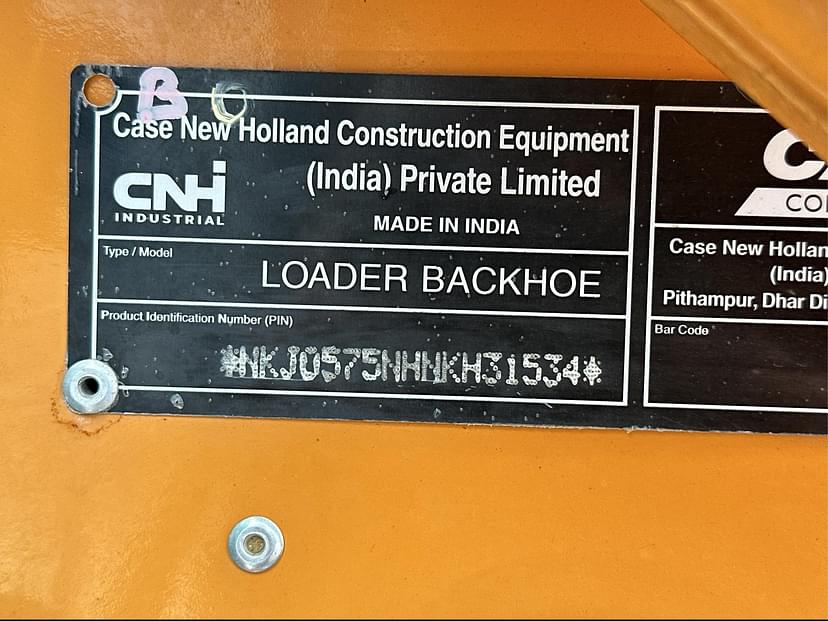 B
Case New Holland Construction Equipment
(India) Private Limited
CNH
INDUSTRIAL
MADE IN INDIA
Type / Model
LOADER BACKHOE
Product Identification Number (PIN)
*NKJ0575NHNKH31534*
Case New Hollan
(India)
Pithampur, Dhar Di
Bar Code